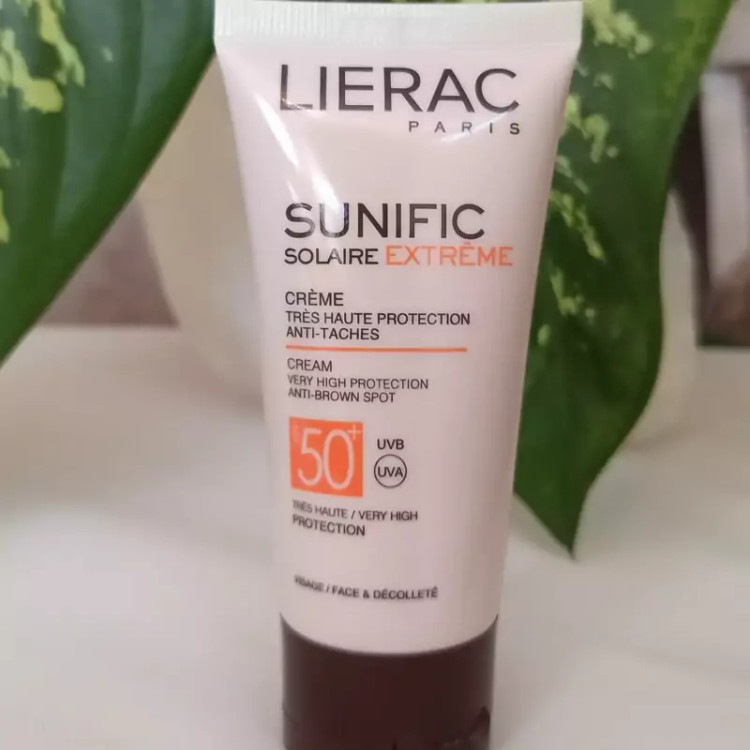 LIERAC
PARIS
SUNIFIC
SOLAIRE EXTRÊME
CRÈME
TRÈS HAUTE PROTECTION
ANTI-TACHES
CREAM
VERY HIGH PROTECTION
ANTI-BROWN SPOT
50+
UVB
UVA
TRÈS HAUTE / VERY HIGH
PROTECTION
VISAGE / FACE & DÉCOLLETÉ